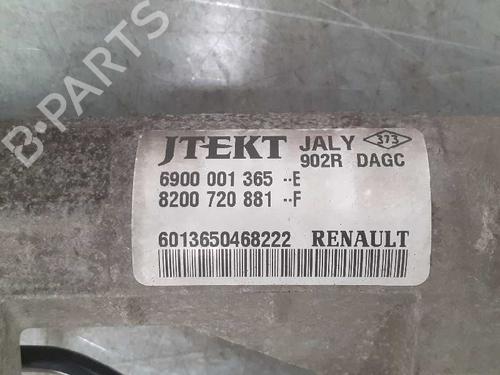 B-PARTS
JTEKT JALY 373
902R DAGC
6900 001 365 --E
8200 720 881 --F
6013650468222 RENAULT